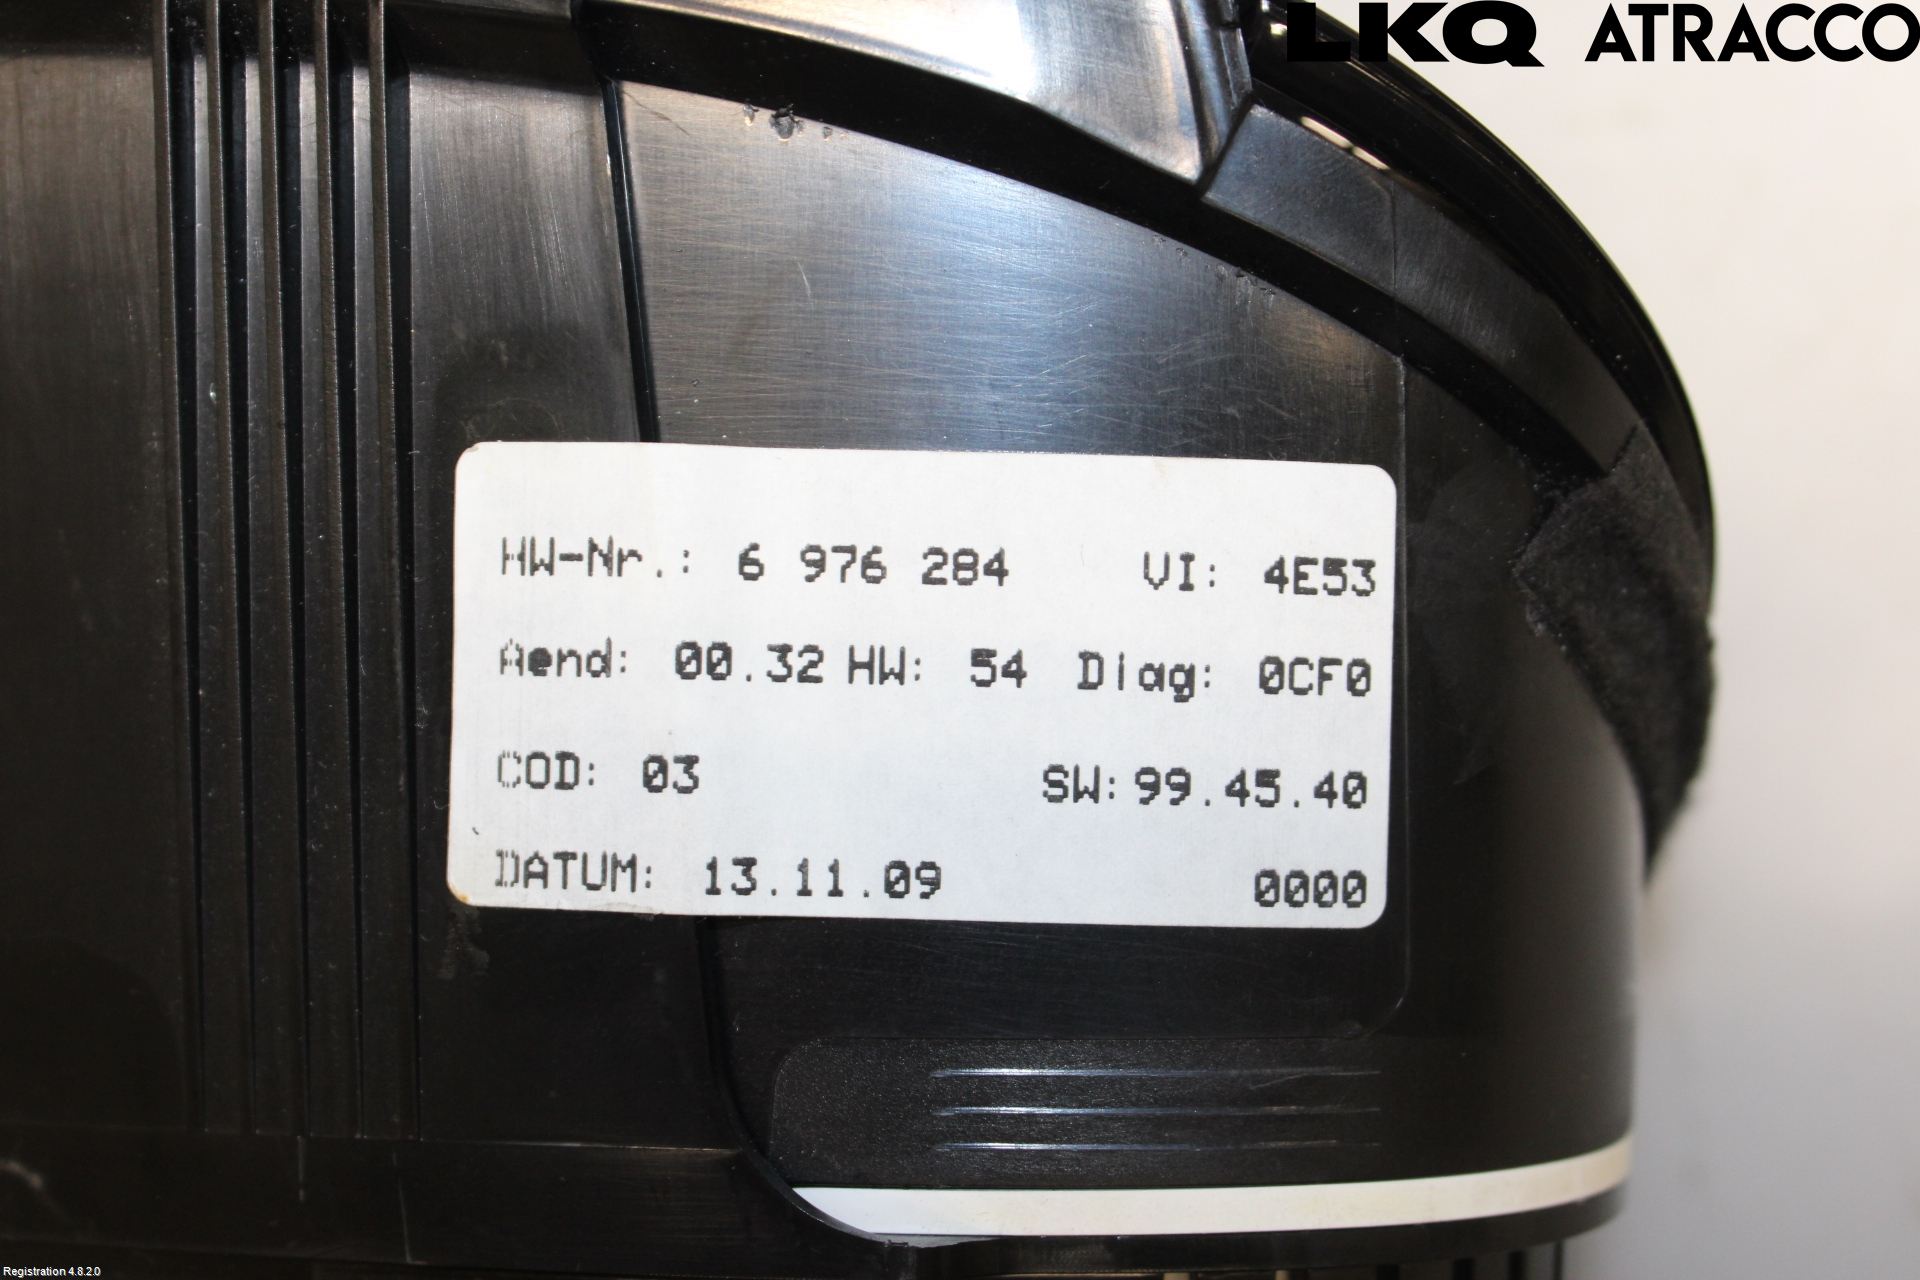 LKQ ATRACCO
HW-Nr.: 6 976 284 VI: 4E53
Aend: 00.32 HW: 54 Diag: 0CF0
COD: 03 SW: 99.45.40
DATUM: 13.11.09 0000
Registration 4.8.2.0